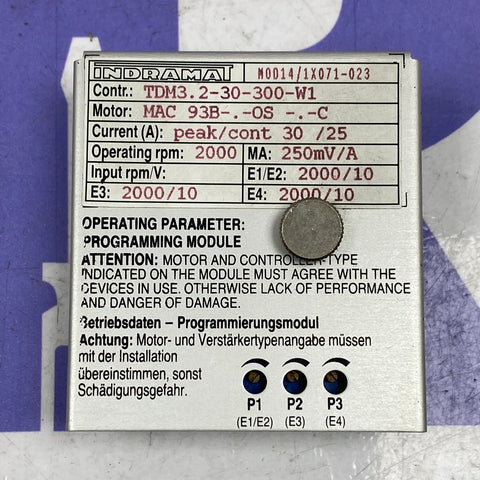 INDRAMAT M0014/1X071-023
Contr.: TDM3.2-30-300-W1
Motor: MAC 93B-.-OS -.-C
Current (A): peak/cont 30 /25
Operating rpm: 2000 MA: 250mV/A
Input rpm/V: E1/E2: 2000/10
E3: 2000/10 E4: 2000/10
OPERATING PARAMETER:
PROGRAMMING MODULE
ATTENTION: MOTOR AND CONTROLLER-TYPE
INDICATED ON THE MODULE MUST AGREE WITH THE
DEVICES IN USE. OTHERWISE LACK OF PERFORMANCE
AND DANGER OF DAMAGE.
Betriebsdaten – Programmierungsmodul
Achtung: Motor- und Verstärkertypenangabe müssen
mit der Installation
übereinstimmen, sonst
Schädigungsgefahr.
P1 P2 P3
(E1/E2) (E3) (E4)